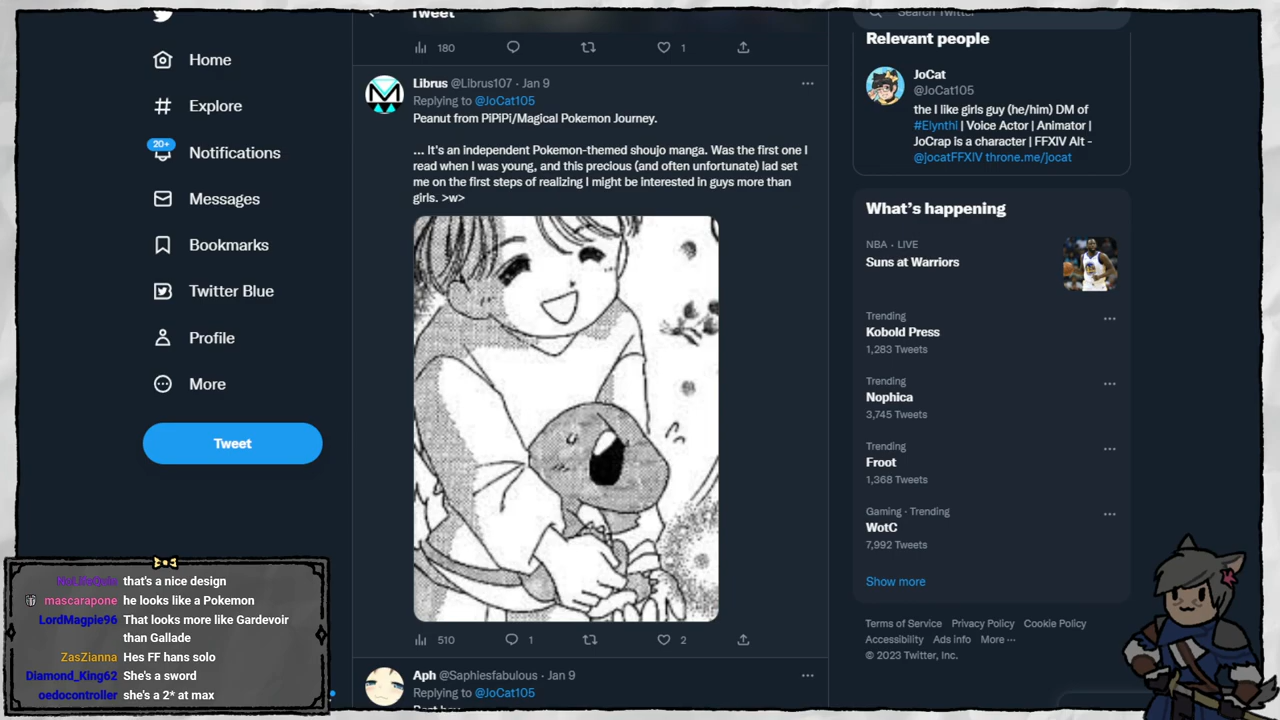 Home
Explore
20+
Notifications
Messages
Bookmarks
Twitter Blue
Profile
More
Tweet
Tweet
180
1
Librus @Librus107 · Jan 9
Replying to @JoCat105
Peanut from PiPiPi/Magical Pokemon Journey.
... It's an independent Pokemon-themed shoujo manga. Was the first one I
read when I was young, and this precious (and often unfortunate) lad set
me on the first steps of realizing I might be interested in guys more than
girls. >w>
510
1
2
Aph @Saphiesfabulous · Jan 9
Replying to @JoCat105
Search Twitter
Relevant people
JoCat
@JoCat105
the I like girls guy (he/him) DM of
#Elynthi | Voice Actor | Animator |
JoCrap is a character | FFXIV Alt -
@jocatFFXIV throne.me/jocat
What's happening
NBA · LIVE
Suns at Warriors
Trending
Kobold Press
1,283 Tweets
Trending
Nophica
3,745 Tweets
Trending
Froot
1,368 Tweets
Gaming · Trending
WotC
7,992 Tweets
Show more
Terms of Service Privacy Policy Cookie Policy
Accessibility Ads info More ···
© 2023 Twitter, Inc.
that's a nice design
mascarapone he looks like a Pokemon
LordMagpie96 That looks more like Gardevoir
than Gallade
ZasZianna Hes FF hans solo
Diamond_King62 She's a sword
oedocontroller she's a 2* at max